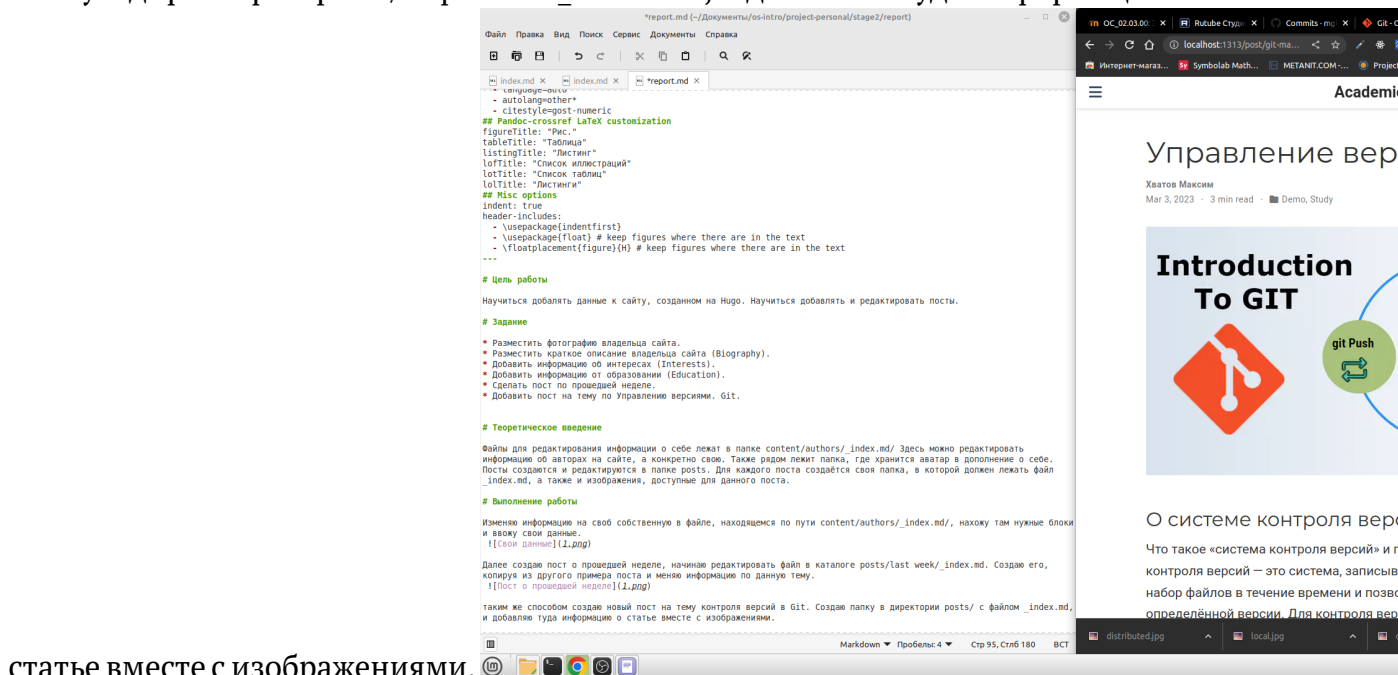 *report.md (~/Документы/os-intro/project-personal/stage2/report)
Файл Правка Вид Поиск Сервис Документы Справка
index.md × index.md × *report.md ×
- language=auto
- autolang=other*
- citestyle=gost-numeric
## Pandoc-crossref LaTeX customization
figureTitle: "Рис."
tableTitle: "Таблица"
listingTitle: "Листинг"
lofTitle: "Список иллюстраций"
lotTitle: "Список таблиц"
lolTitle: "Листинги"
## Misc options
indent: true
header-includes:
- \usepackage{indentfirst}
- \usepackage{float} # keep figures where there are in the text
- \floatplacement{figure}{H} # keep figures where there are in the text
---
# Цель работы
Научиться добалять данные к сайту, созданном на Hugo. Научиться добавлять и редактировать посты.
# Задание
* Разместить фотографию владельца сайта.
* Разместить краткое описание владельца сайта (Biography).
* Добавить информацию об интересах (Interests).
* Добавить информацию от образовании (Education).
* Сделать пост по прошедшей неделе.
* Добавить пост на тему по Управлению версиями. Git.
# Теоретическое введение
Файлы для редактирования информации о себе лежат в папке content/authors/_index.md/ Здесь можно редактировать
информацию об авторах на сайте, а конкретно свою. Также рядом лежит папка, где хранится аватар в дополнение о себе.
Посты создаются и редактируются в папке posts. Для каждого поста создаётся своя папка, в которой должен лежать файл
_index.md, а также и изображения, доступные для данного поста.
# Выполнение работы
Изменяю информацию на своб собственную в файле, находящемся по пути content/authors/_index.md/, нахожу там нужные блоки
и ввожу свои данные.
![Свои данные](1.png)
Далее создаю пост о прошедшей неделе, начинаю редактировать файл в каталоге posts/last week/_index.md. Создаю его,
копируя из другого примера поста и меняю информацию по данную тему.
![Пост о прошедшей неделе](1.png)
таким же способом создаю новый пост на тему контроля версий в Git. Создаю папку в директории posts/ с файлом _index.md,
и добавляю туда информацию о статье вместе с изображениями.
Markdown Пробелы: 4 Стр 95, Стлб 180 ВСТ
ОС_02.03.00: × Rutube Студи × Commits · mg × Git - О
localhost:1313/post/git-ma...
Интернет-магаз... Symbolab Math... METANIT.COM -... Project
Academic
Управление вер
Хватов Максим
Mar 3, 2023 · 3 min read · Demo, Study
Introduction
To GIT
git Push
О системе контроля верс
Что такое «система контроля версий» и п
контроля версий — это система, записыв
набор файлов в течение времени и позво
определённой версии. Для контроля вер
distributed.jpg local.jpg
статье вместе с изображениями.